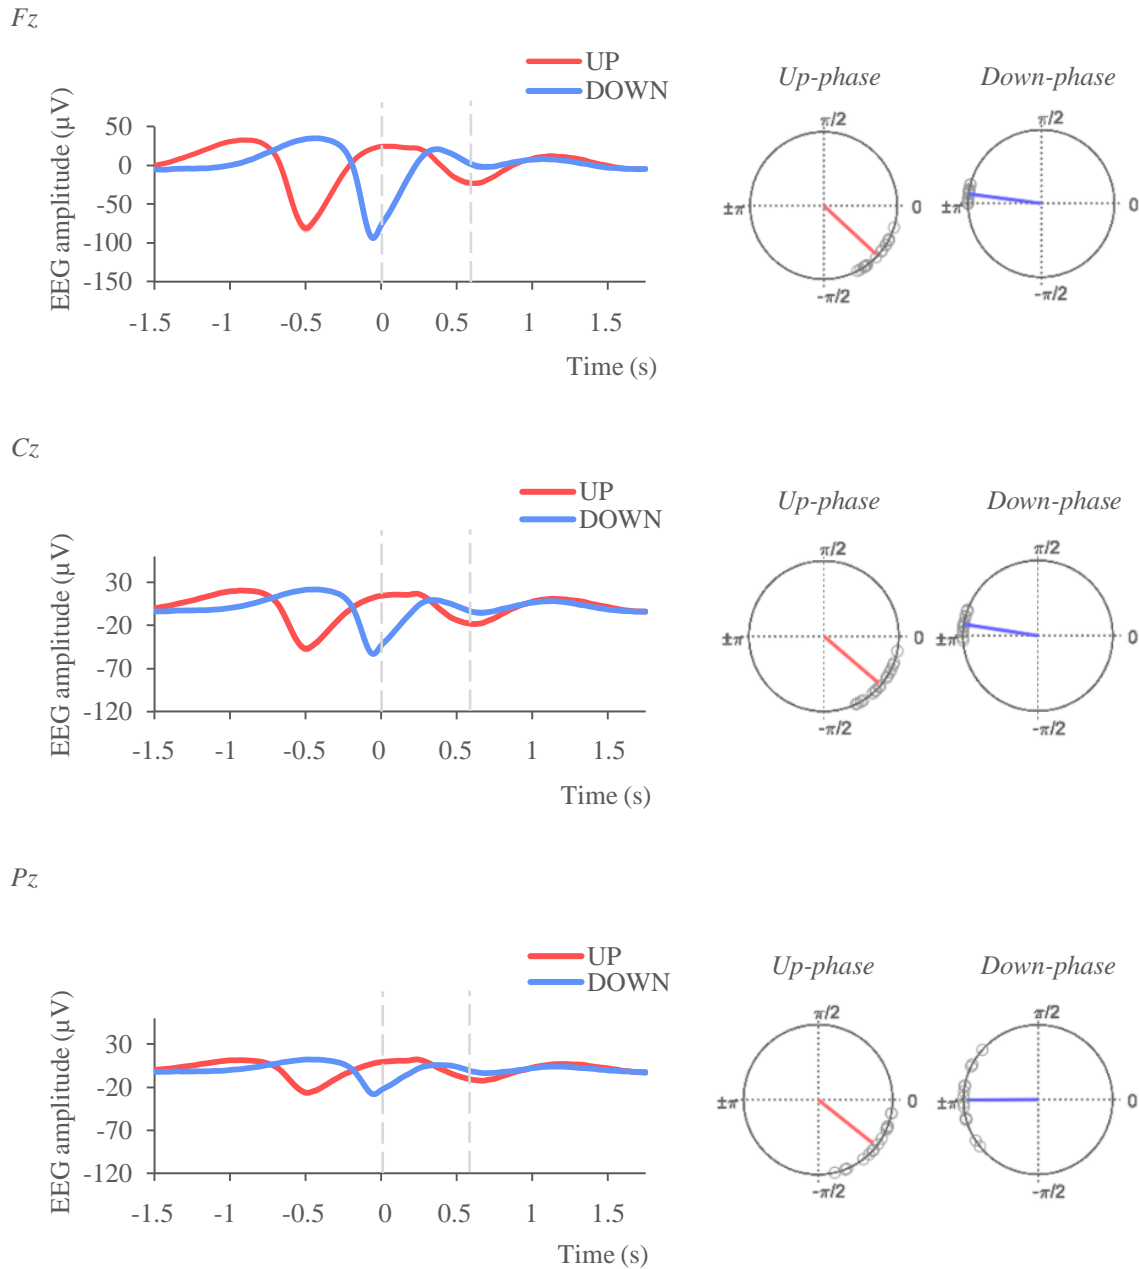 Fz
UP
DOWN
Up-phase
Down-phase
EEG amplitude (µV)
50
0
-50
-100
-150
-1.5 -1 -0.5 0 0.5 1 1.5
Time (s)
π/2
±π
0
-π/2
π/2
±π
0
-π/2
Cz
UP
DOWN
Up-phase
Down-phase
EEG amplitude (µV)
30
-20
-70
-120
-1.5 -1 -0.5 0 0.5 1 1.5
Time (s)
π/2
±π
0
-π/2
π/2
±π
0
-π/2
Pz
UP
DOWN
Up-phase
Down-phase
EEG amplitude (µV)
30
-20
-70
-120
-1.5 -1 -0.5 0 0.5 1 1.5
Time (s)
π/2
±π
0
-π/2
π/2
±π
0
-π/2